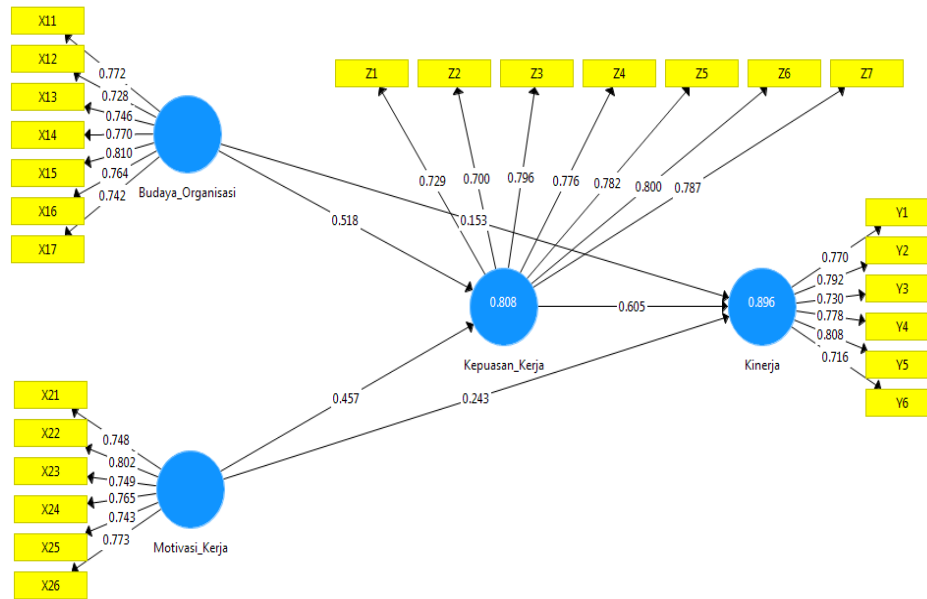 X11
X12
X13
X14
X15
X16
X17
0.772
0.728
0.746
0.770
0.810
0.764
0.742
Budaya_Organisasi
Z1
Z2
Z3
Z4
Z5
Z6
Z7
0.729
0.700
0.796
0.776
0.782
0.800
0.787
0.518
0.153
0.808
Kepuasan_Kerja
0.605
0.896
Kinerja
Y1
Y2
Y3
Y4
Y5
Y6
0.770
0.792
0.730
0.778
0.808
0.716
0.457
0.243
X21
X22
X23
X24
X25
X26
0.748
0.802
0.749
0.765
0.743
0.773
Motivasi_Kerja